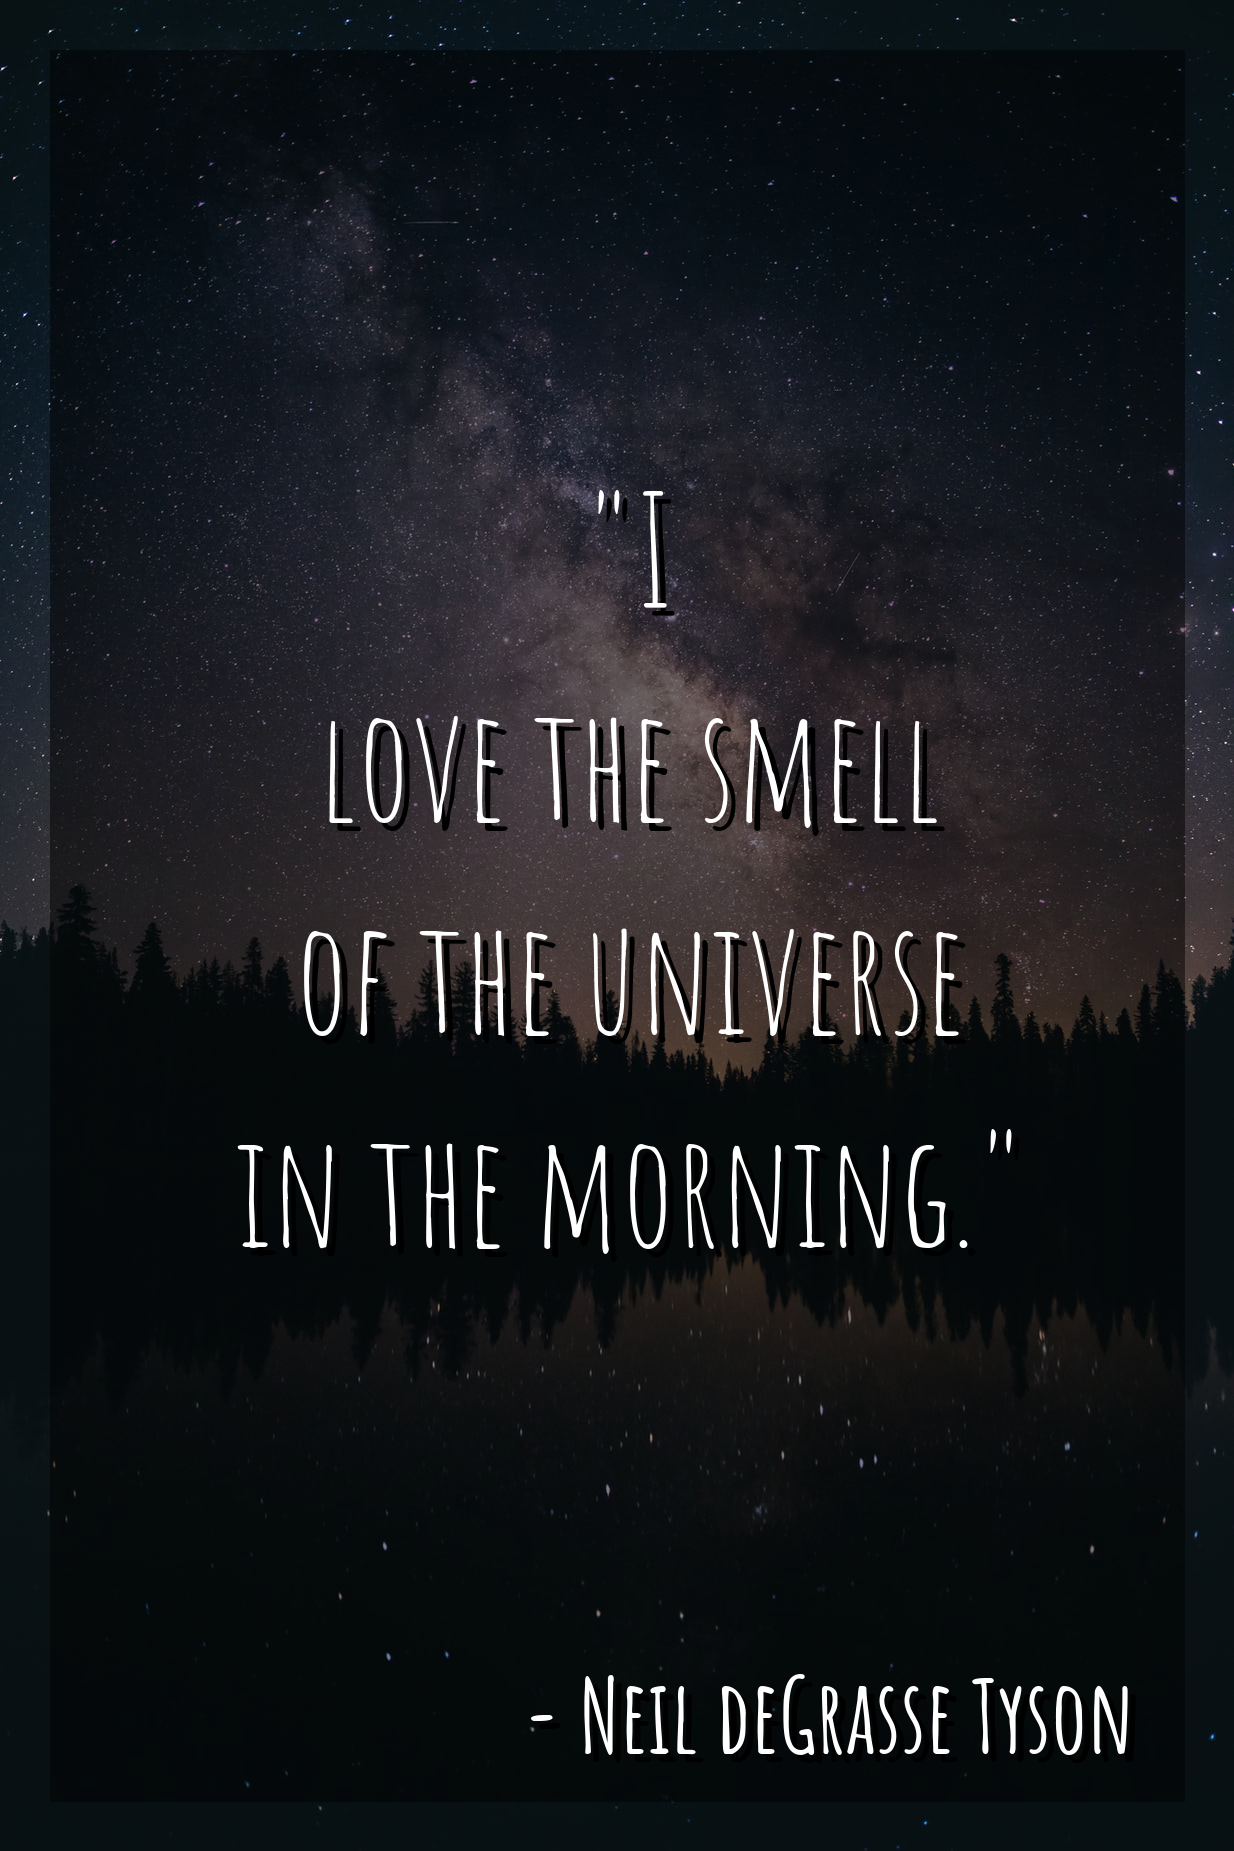 "I
LOVE THE SMELL
OF THE UNIVERSE
IN THE MORNING."
- NEIL DEGRASSE TYSON